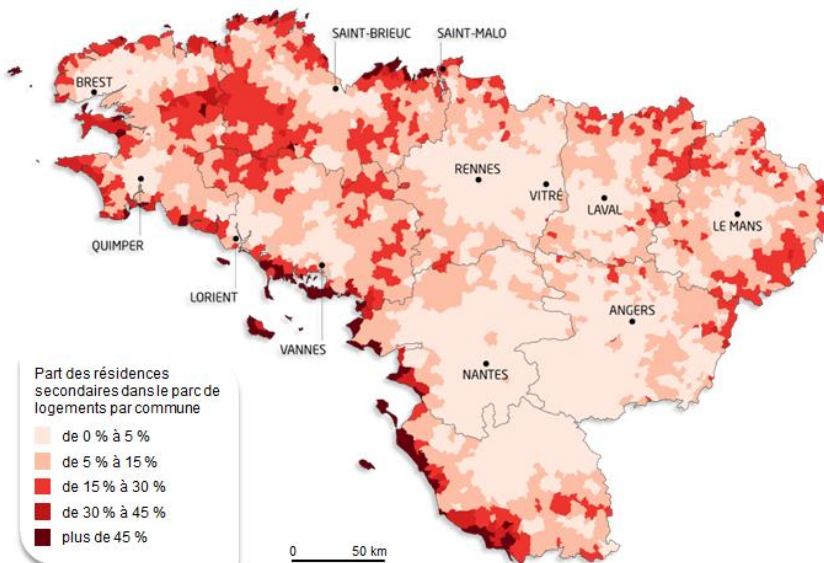 SAINT-BRIEUC
SAINT-MALO
BREST
RENNES
VITRÉ
LAVAL
LE MANS
QUIMPER
LORIENT
ANGERS
VANNES
NANTES
Part des résidences
secondaires dans le parc de
logements par commune
de 0 % à 5 %
de 5 % à 15 %
de 15 % à 30 %
de 30 % à 45 %
plus de 45 %
0 50 km